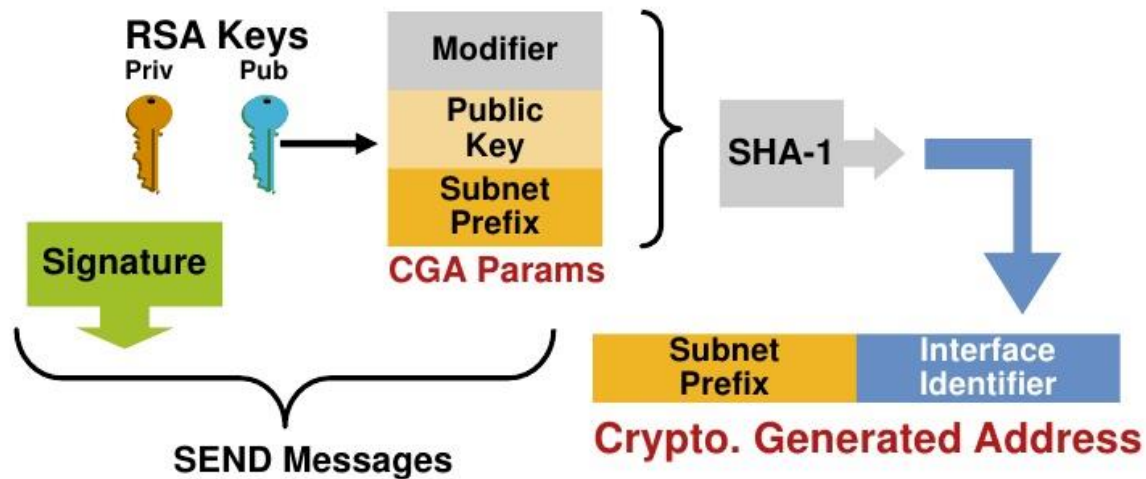 RSA Keys
Priv
Pub
Modifier
Public
Key
Subnet
Prefix
CGA Params
SHA-1
Signature
SEND Messages
Subnet
Prefix
Interface
Identifier
Crypto. Generated Address